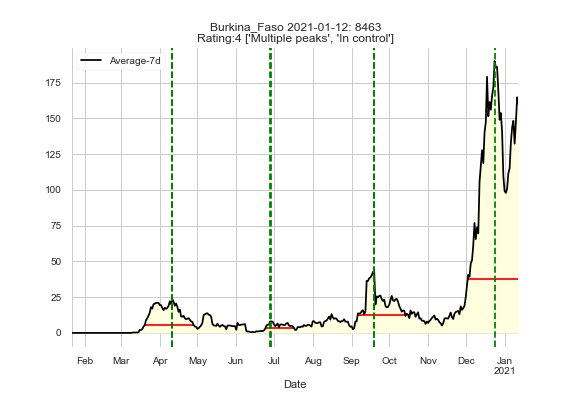 Burkina_Faso 2021-01-12: 8463
Rating:4 ['Multiple peaks', 'In control']
Average-7d
175
150
125
100
75
50
25
0
Feb Mar Apr May Jun Jul Aug Sep Oct Nov Dec Jan
2021
Date